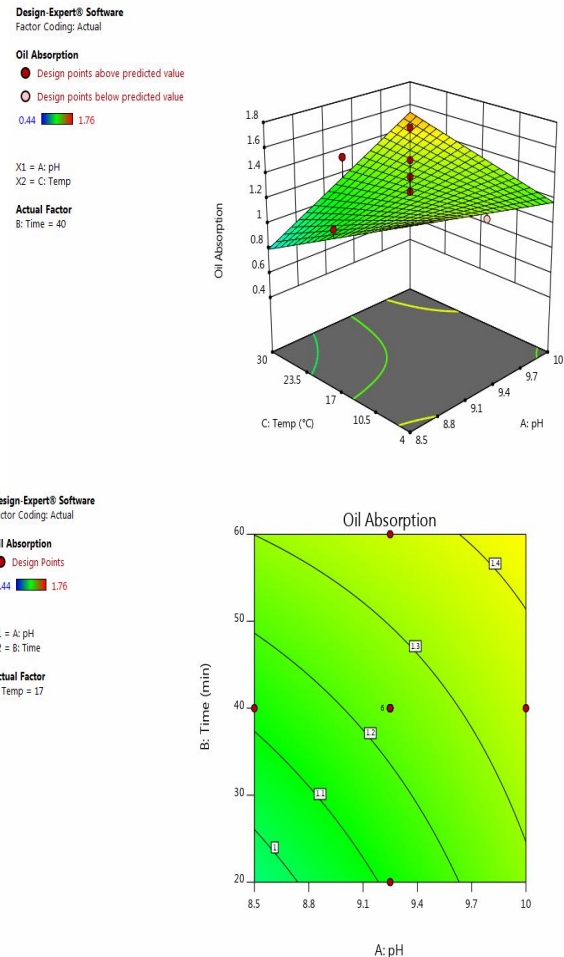 Design-Expert® Software
Factor Coding: Actual
Oil Absorption
Design points above predicted value
Design points below predicted value
0.44 1.76
X1 = A: pH
X2 = C: Temp
Actual Factor
B: Time = 40
1.8
1.6
1.4
1.2
1
0.8
0.6
0.4
Oil Absorption
30
23.5
17
10.5
4
C: Temp (°C)
8.5
8.8
9.1
9.4
9.7
10
A: pH
esign-Expert® Software
ctor Coding: Actual
il Absorption
Design Points
.44 1.76
= A: pH
= B: Time
ctual Factor
Temp = 17
Oil Absorption
60
50
40
30
20
B: Time (min)
1.4
1.3
6
1.2
1.1
1
8.5 8.8 9.1 9.4 9.7 10
A: pH